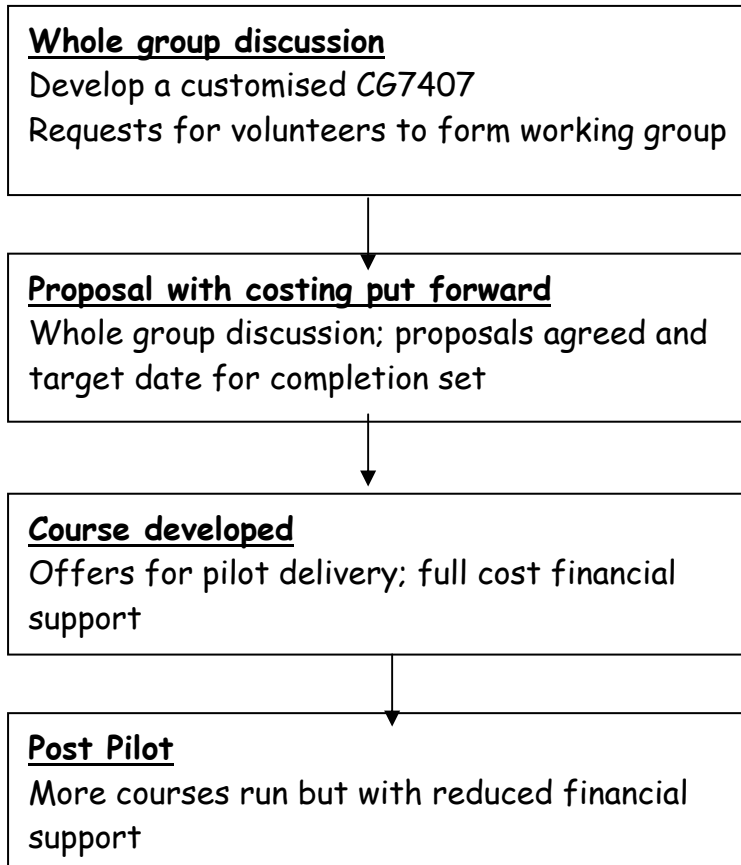 Whole group discussion
Develop a customised CG7407
Requests for volunteers to form working group
Proposal with costing put forward
Whole group discussion; proposals agreed and
target date for completion set
Course developed
Offers for pilot delivery; full cost financial
support
Post Pilot
More courses run but with reduced financial
support